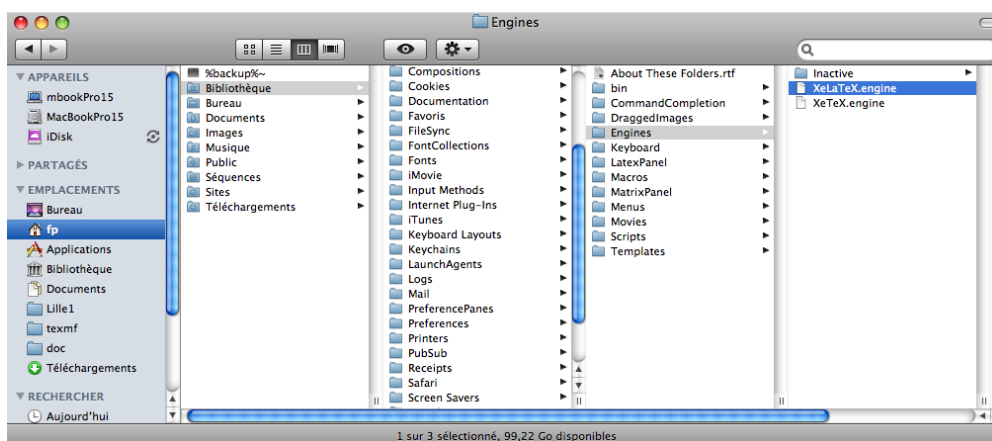 Engines
APPAREILS
mbookPro15
MacBookPro15
iDisk
PARTAGÉS
EMPLACEMENTS
Bureau
fp
Applications
Bibliothèque
Documents
Lille1
texmf
doc
Téléchargements
RECHERCHER
Aujourd'hui
%backup%~
Bibliothèque
Bureau
Documents
Images
Musique
Public
Séquences
Sites
Téléchargements
Compositions
Cookies
Documentation
Favoris
FileSync
FontCollections
Fonts
iMovie
Input Methods
Internet Plug-Ins
iTunes
Keyboard Layouts
Keychains
LaunchAgents
Logs
Mail
PreferencePanes
Preferences
Printers
PubSub
Receipts
Safari
Screen Savers
About These Folders.rtf
bin
CommandCompletion
DraggedImages
Engines
Keyboard
LatexPanel
Macros
MatrixPanel
Menus
Movies
Scripts
Templates
Inactive
XeLaTeX.engine
XeTeX.engine
1 sur 3 sélectionné, 99,22 Go disponibles